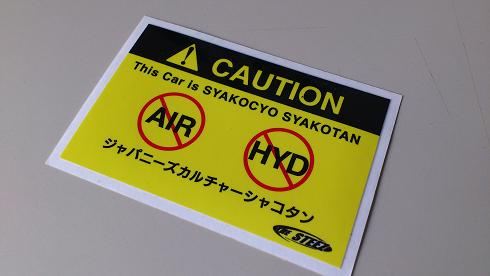 CAUTION
This Car is SYAKOCYO SYAKOTAN
AIR
HYD
ジャパニーズカルチャーシャコタン
STEEZ